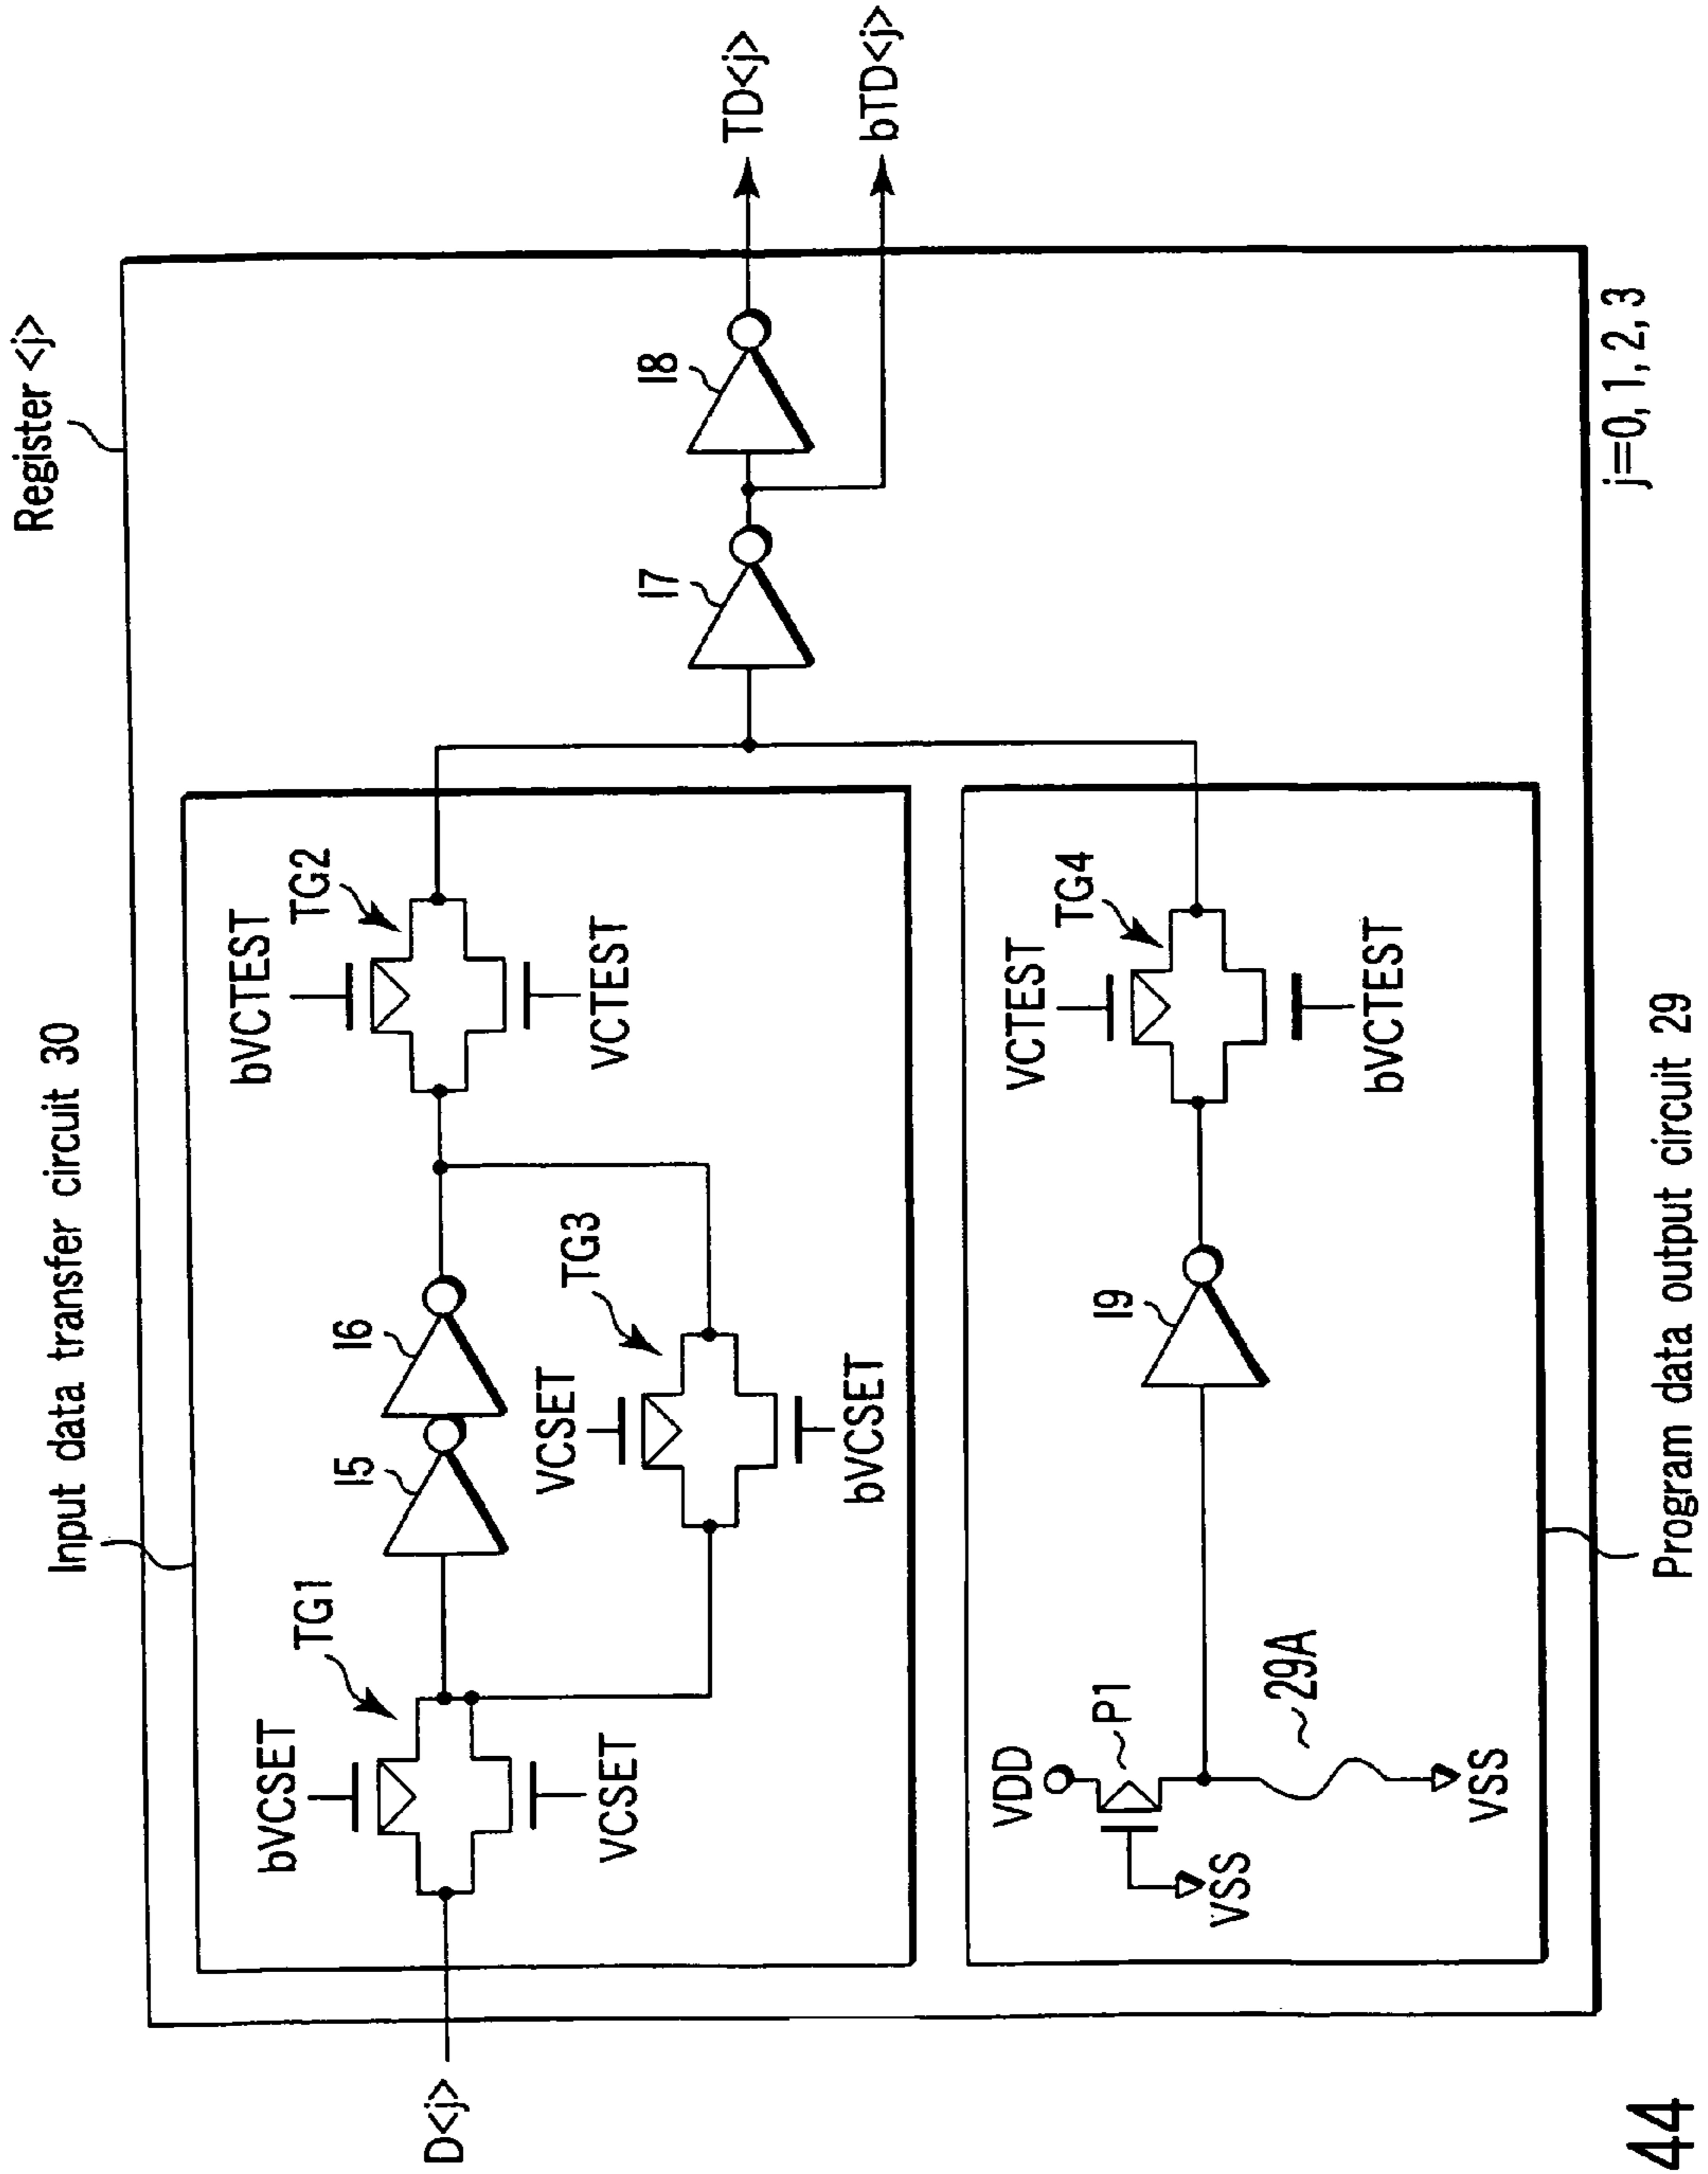 Register <j>
Input data transfer circuit 30
bVCSET
TG1
I5
I6
bVCTEST
TG2
D<j>
VCSET
VCSET
TG3
bVCSET
VCTEST
I7
I8
TD<j>
bTD<j>
VDD
P1
VSS
29A
VSS
I9
VCTEST
TG4
bVCTEST
Program data output circuit 29
j=0, 1, 2, 3
44